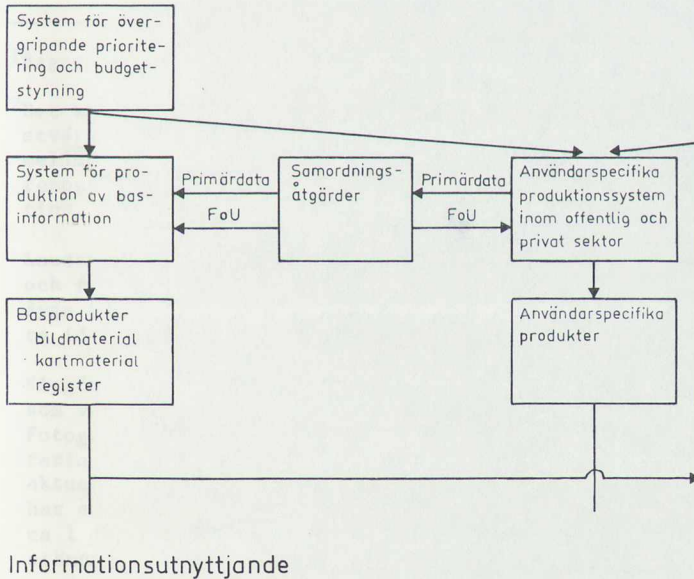 System för över-
gripande priorite-
ring och budget-
styrning
System för pro-
duktion av bas-
information
Primärdata
FoU
Samordnings-
åtgärder
Primärdata
FoU
Användarspecifika
produktionssystem
inom offentlig och
privat sektor
Basprodukter
bildmaterial
· kartmaterial
register
Användarspecifika
produkter
Informationsutnyttjande